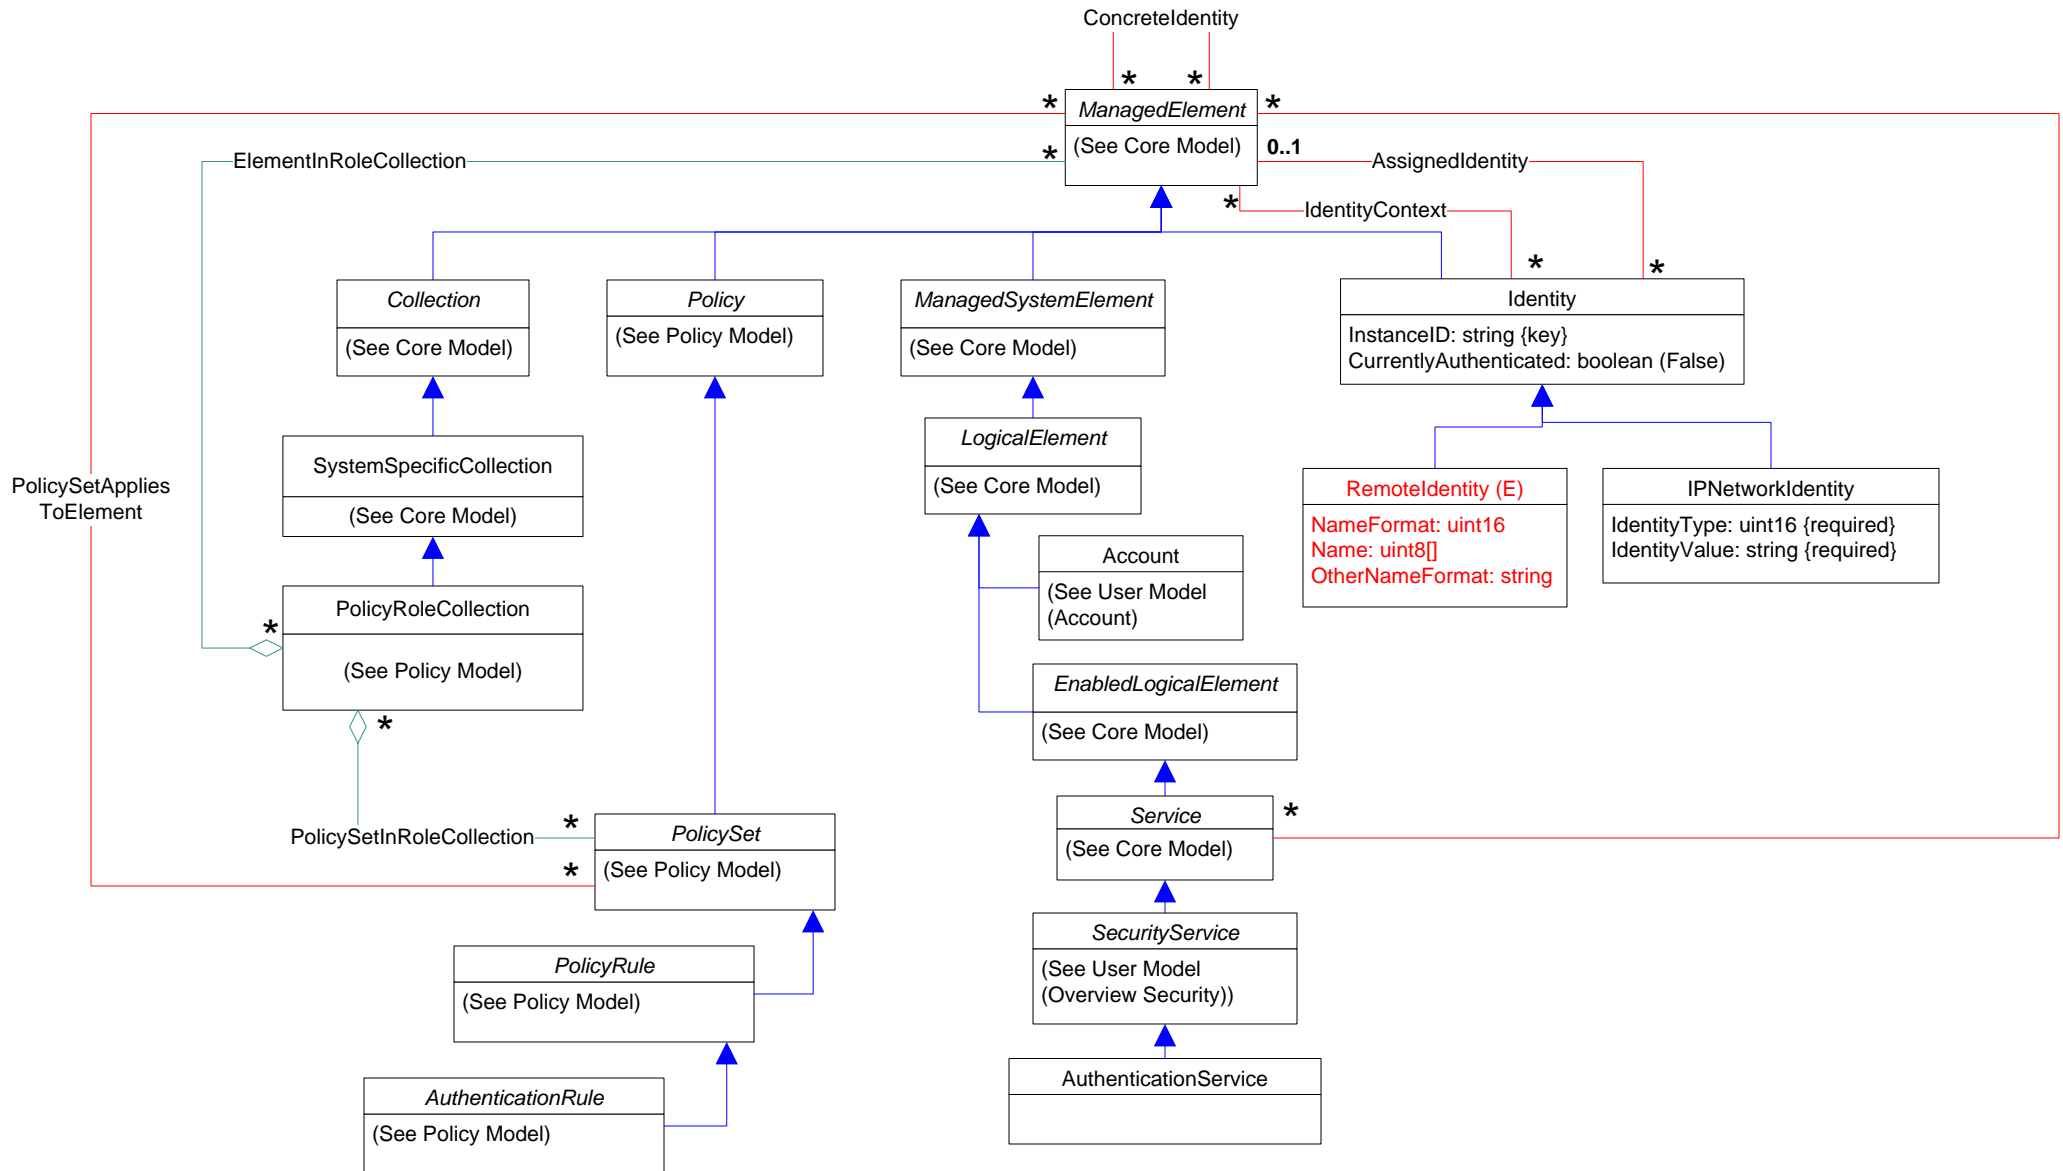 ConcreteIdentity
* *
* ManagedElement *
(See Core Model)
ElementInRoleCollection *
0..1 AssignedIdentity
* IdentityContext
* *
Collection
(See Core Model)
Policy
(See Policy Model)
ManagedSystemElement
(See Core Model)
Identity
InstanceID: string {key}
CurrentlyAuthenticated: boolean (False)
SystemSpecificCollection
(See Core Model)
LogicalElement
(See Core Model)
RemoteIdentity (E)
NameFormat: uint16
Name: uint8[]
OtherNameFormat: string
IPNetworkIdentity
IdentityType: uint16 {required}
IdentityValue: string {required}
PolicySetApplies
ToElement
Account
(See User Model
(Account)
*
PolicyRoleCollection
(See Policy Model)
*
EnabledLogicalElement
(See Core Model)
Service *
(See Core Model)
PolicySetInRoleCollection *
*
PolicySet
(See Policy Model)
SecurityService
(See User Model
(Overview Security))
PolicyRule
(See Policy Model)
AuthenticationService
AuthenticationRule
(See Policy Model)